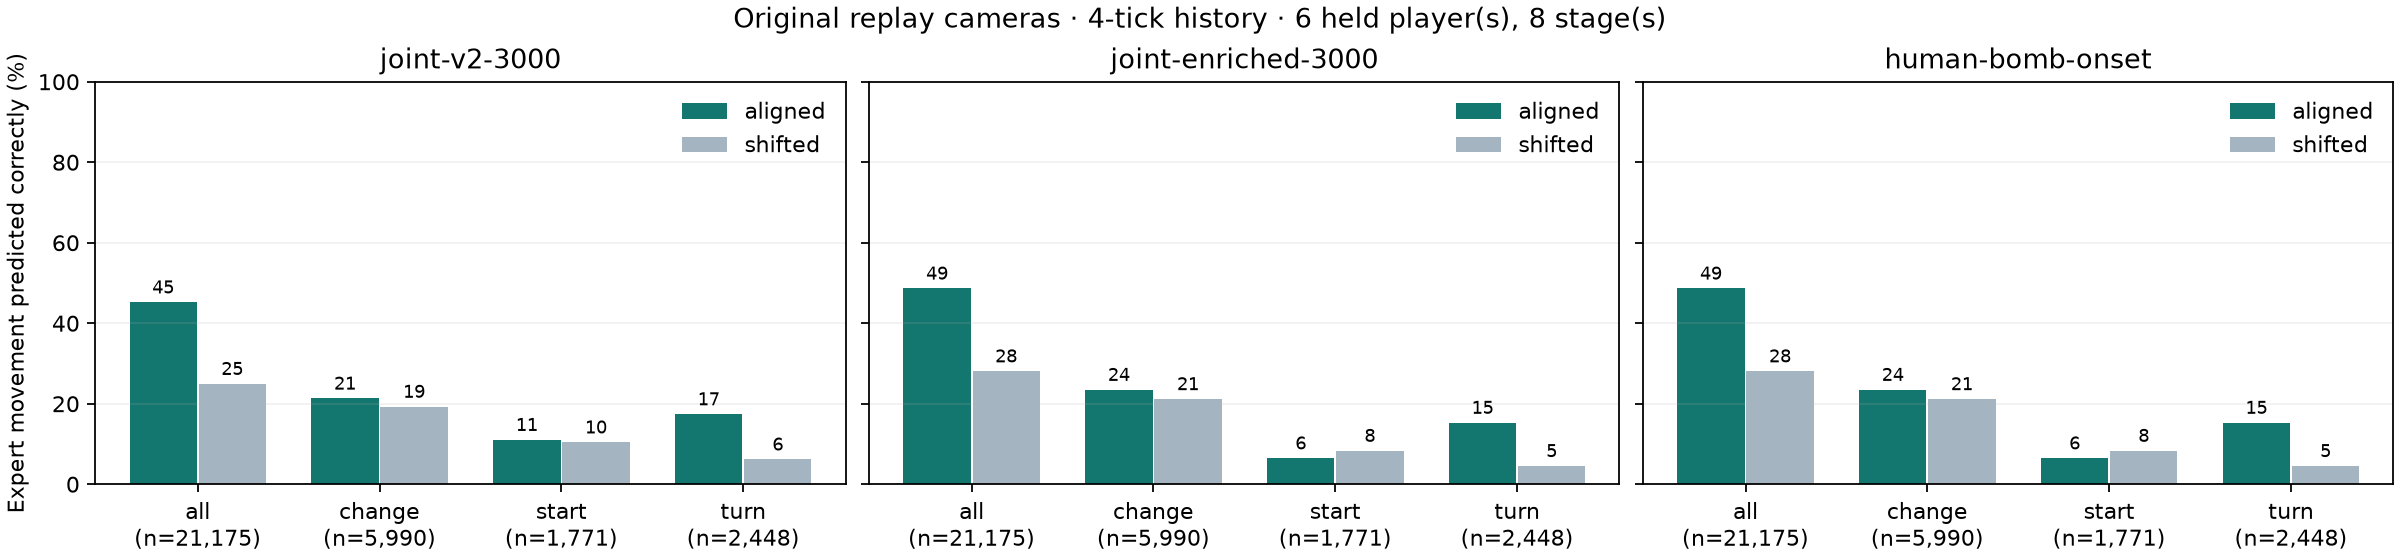 Original replay cameras · 4-tick history · 6 held player(s), 8 stage(s)
joint-v2-3000
joint-enriched-3000
human-bomb-onset
Expert movement predicted correctly (%)
100
80
60
40
20
0
aligned
shifted
45
25
21
19
11
10
17
6
all
(n=21,175)
change
(n=5,990)
start
(n=1,771)
turn
(n=2,448)
aligned
shifted
49
28
24
21
6
8
15
5
all
(n=21,175)
change
(n=5,990)
start
(n=1,771)
turn
(n=2,448)
aligned
shifted
49
28
24
21
6
8
15
5
all
(n=21,175)
change
(n=5,990)
start
(n=1,771)
turn
(n=2,448)